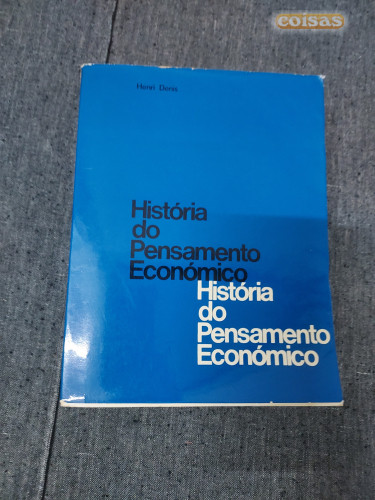 coisas
Henri Denis
História
do
Pensamento
Económico
História
do
Pensamento
Económico